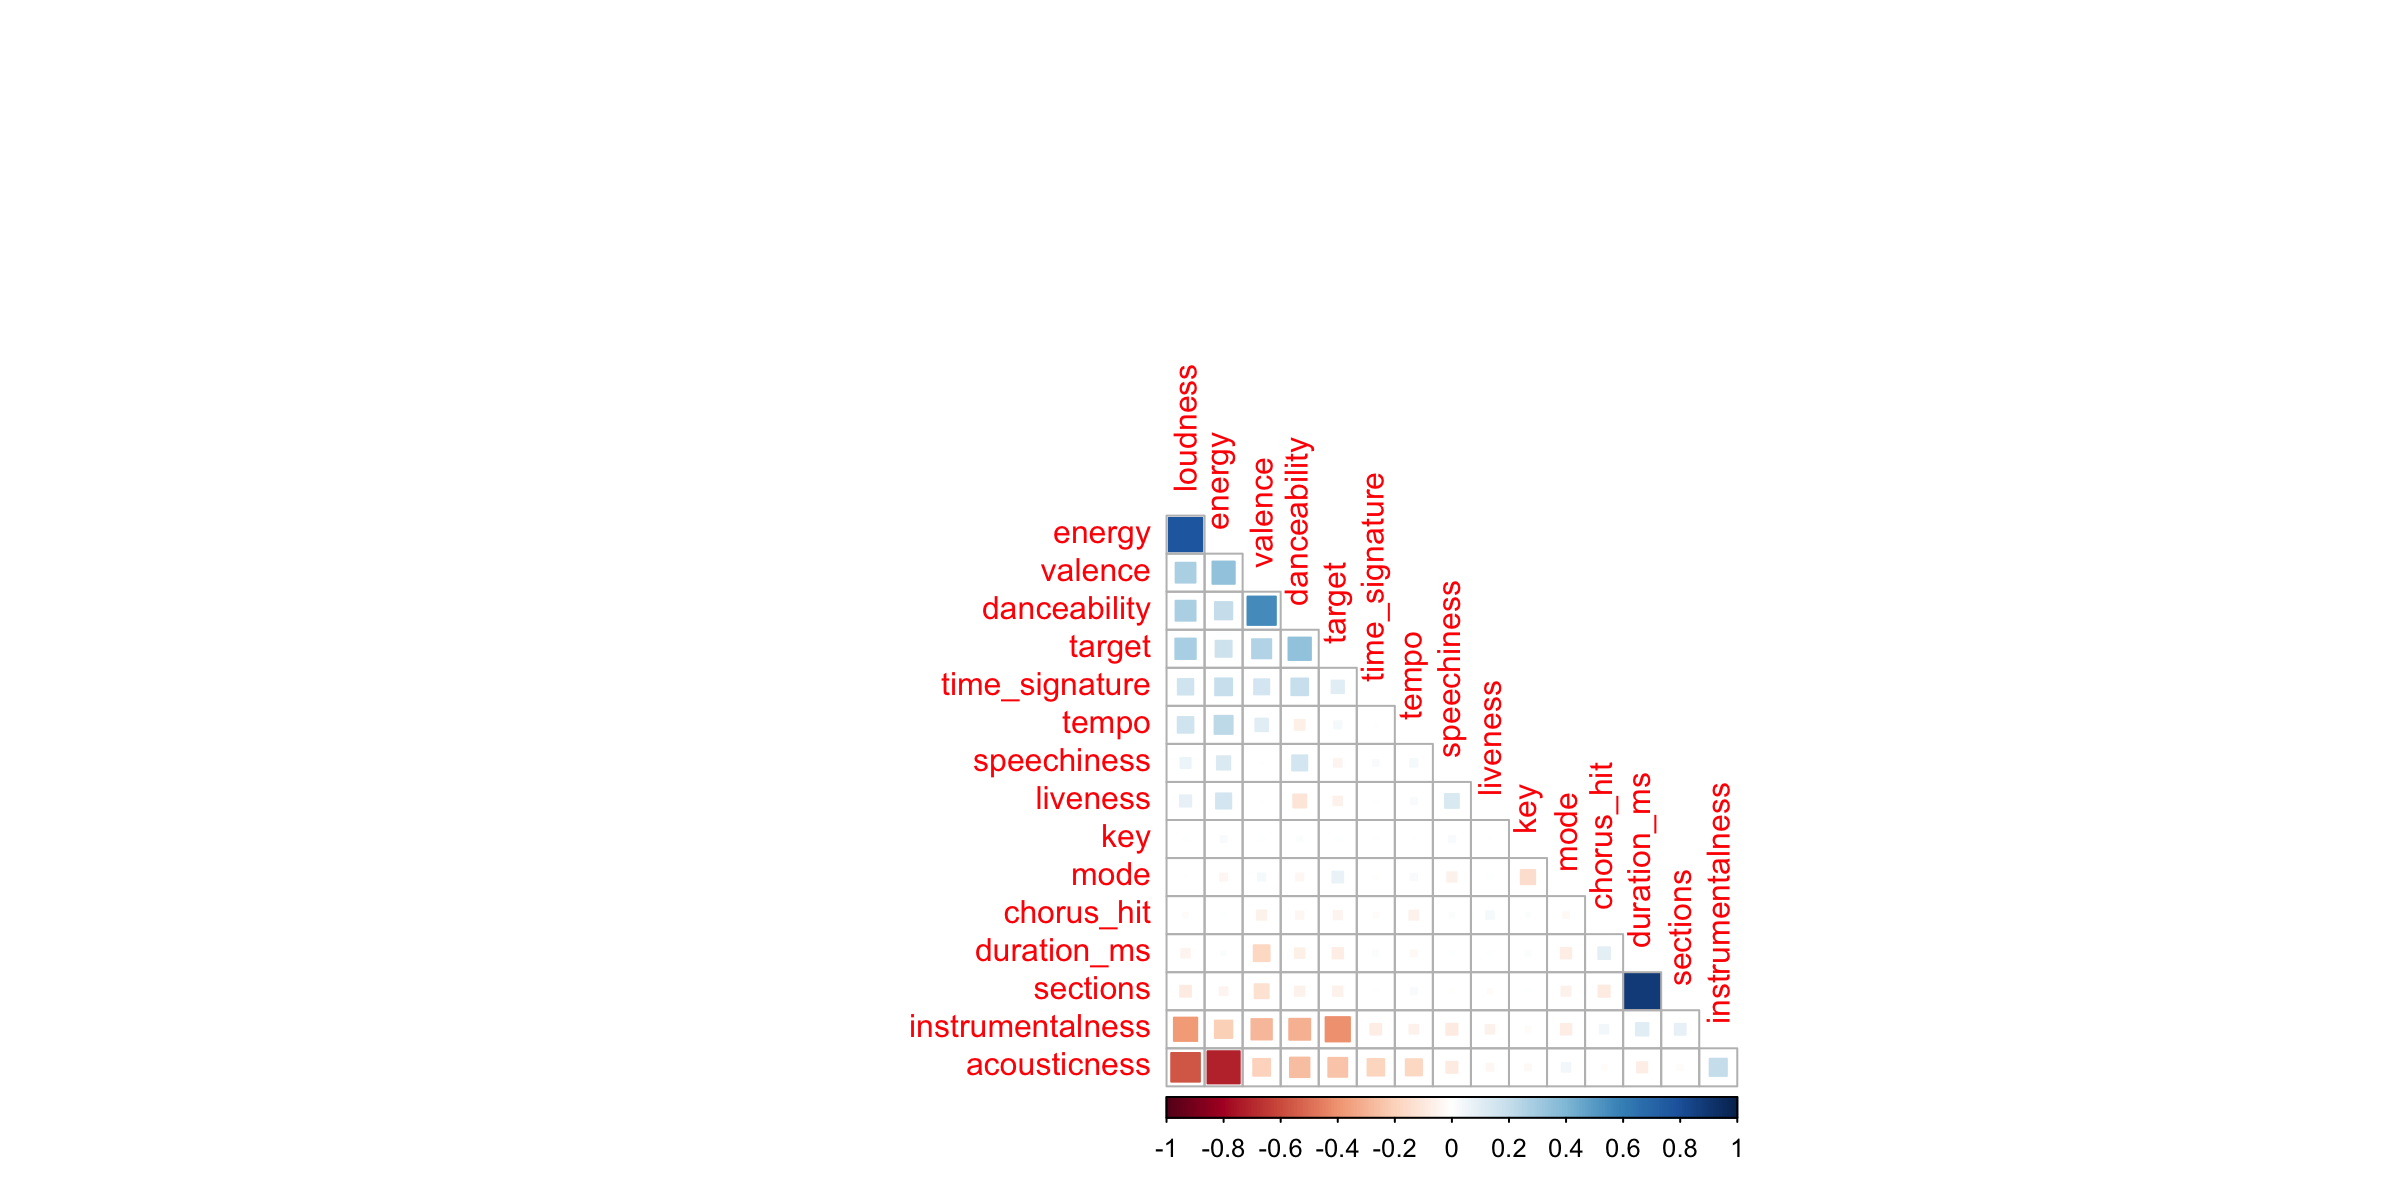 loudness
energy
valence
danceability
target
time_signature
tempo
speechiness
liveness
key
mode
chorus_hit
duration_ms
sections
instrumentalness
energy
valence
danceability
target
time_signature
tempo
speechiness
liveness
key
mode
chorus_hit
duration_ms
sections
instrumentalness
acousticness
-1 -0.8 -0.6 -0.4 -0.2 0 0.2 0.4 0.6 0.8 1